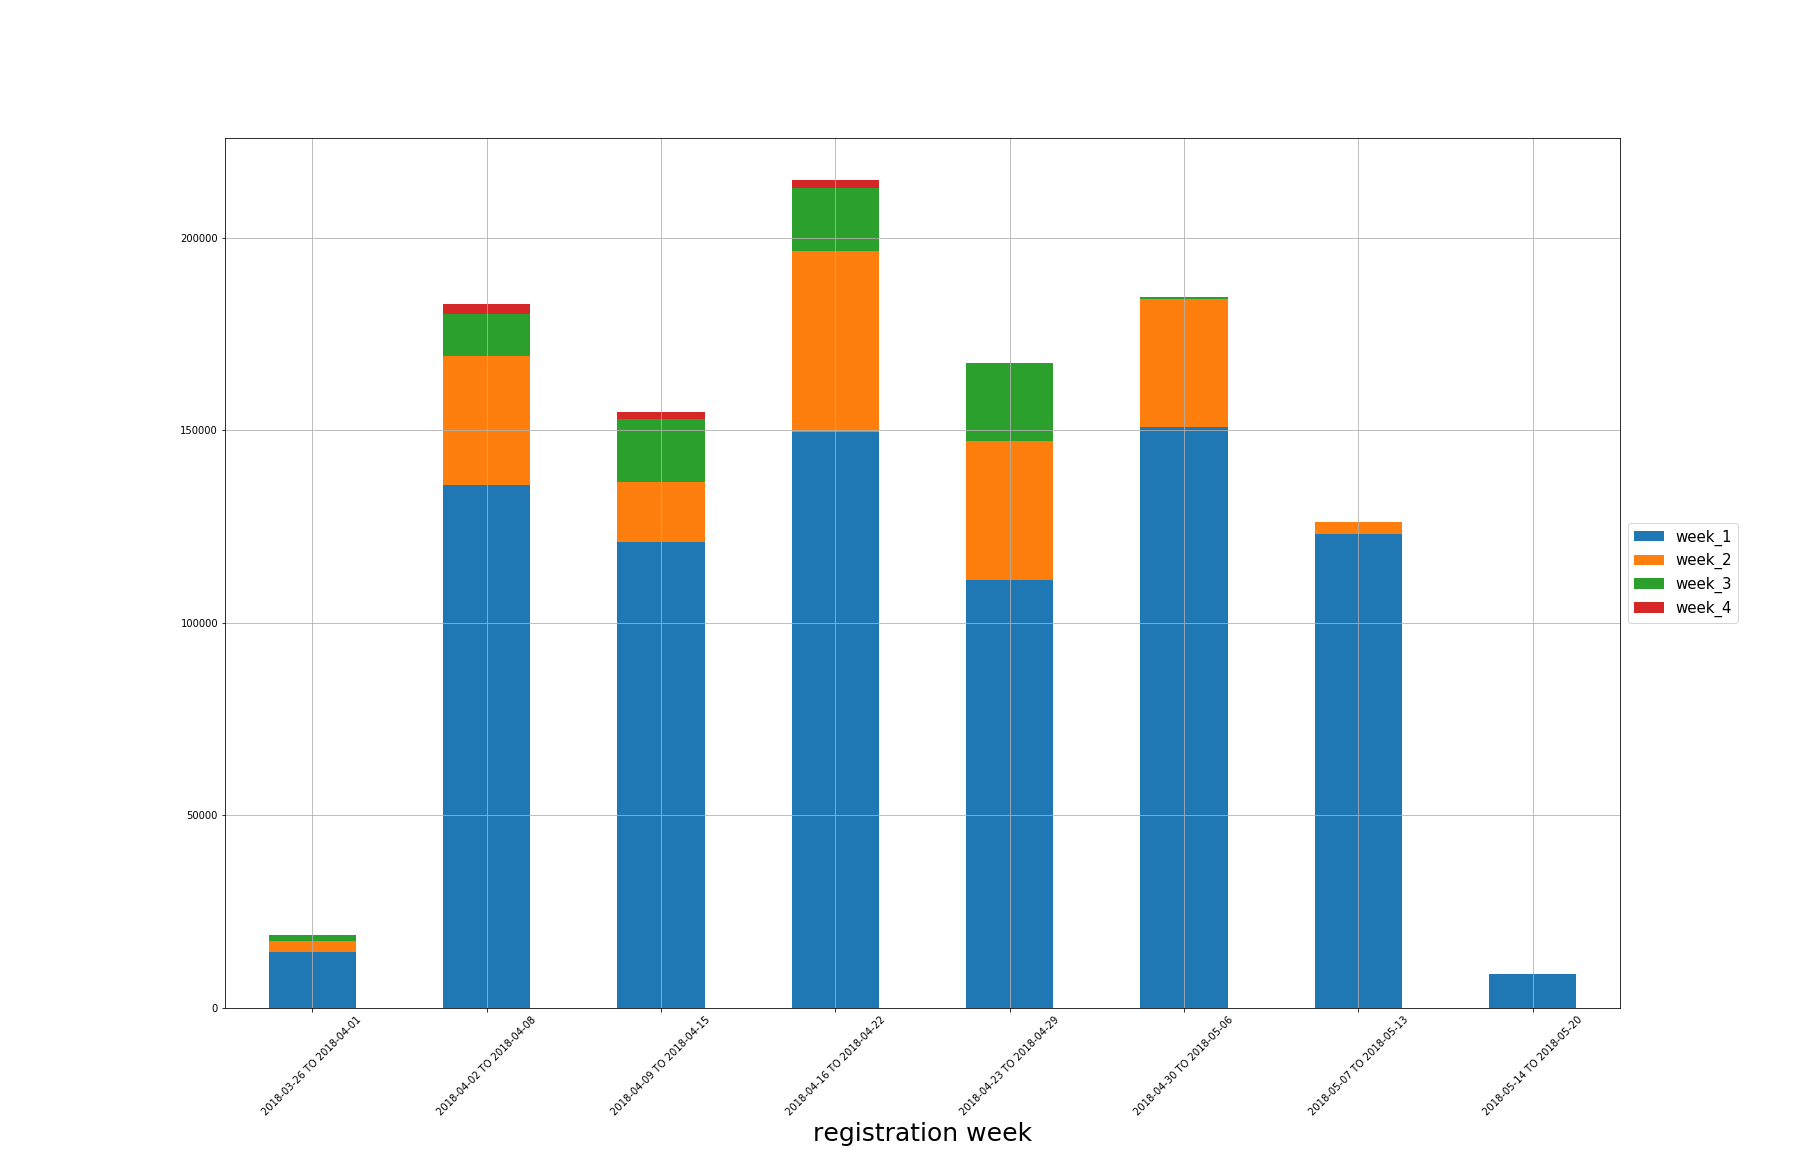 200000
150000
100000
50000
0
2018-03-26 TO 2018-04-01
2018-04-02 TO 2018-04-08
2018-04-09 TO 2018-04-15
2018-04-16 TO 2018-04-22
2018-04-23 TO 2018-04-29
2018-04-30 TO 2018-05-06
2018-05-07 TO 2018-05-13
2018-05-14 TO 2018-05-20
registration week
week_1
week_2
week_3
week_4